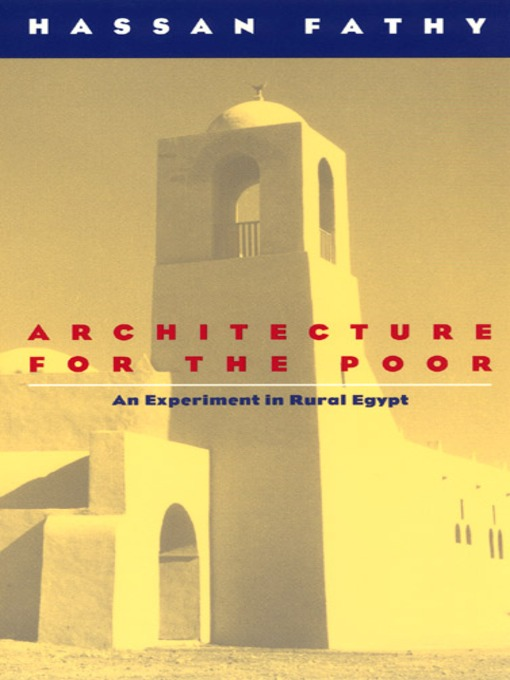 HASSAN FATHY
ARCHITECTURE
FOR THE POOR
An Experiment in Rural Egypt